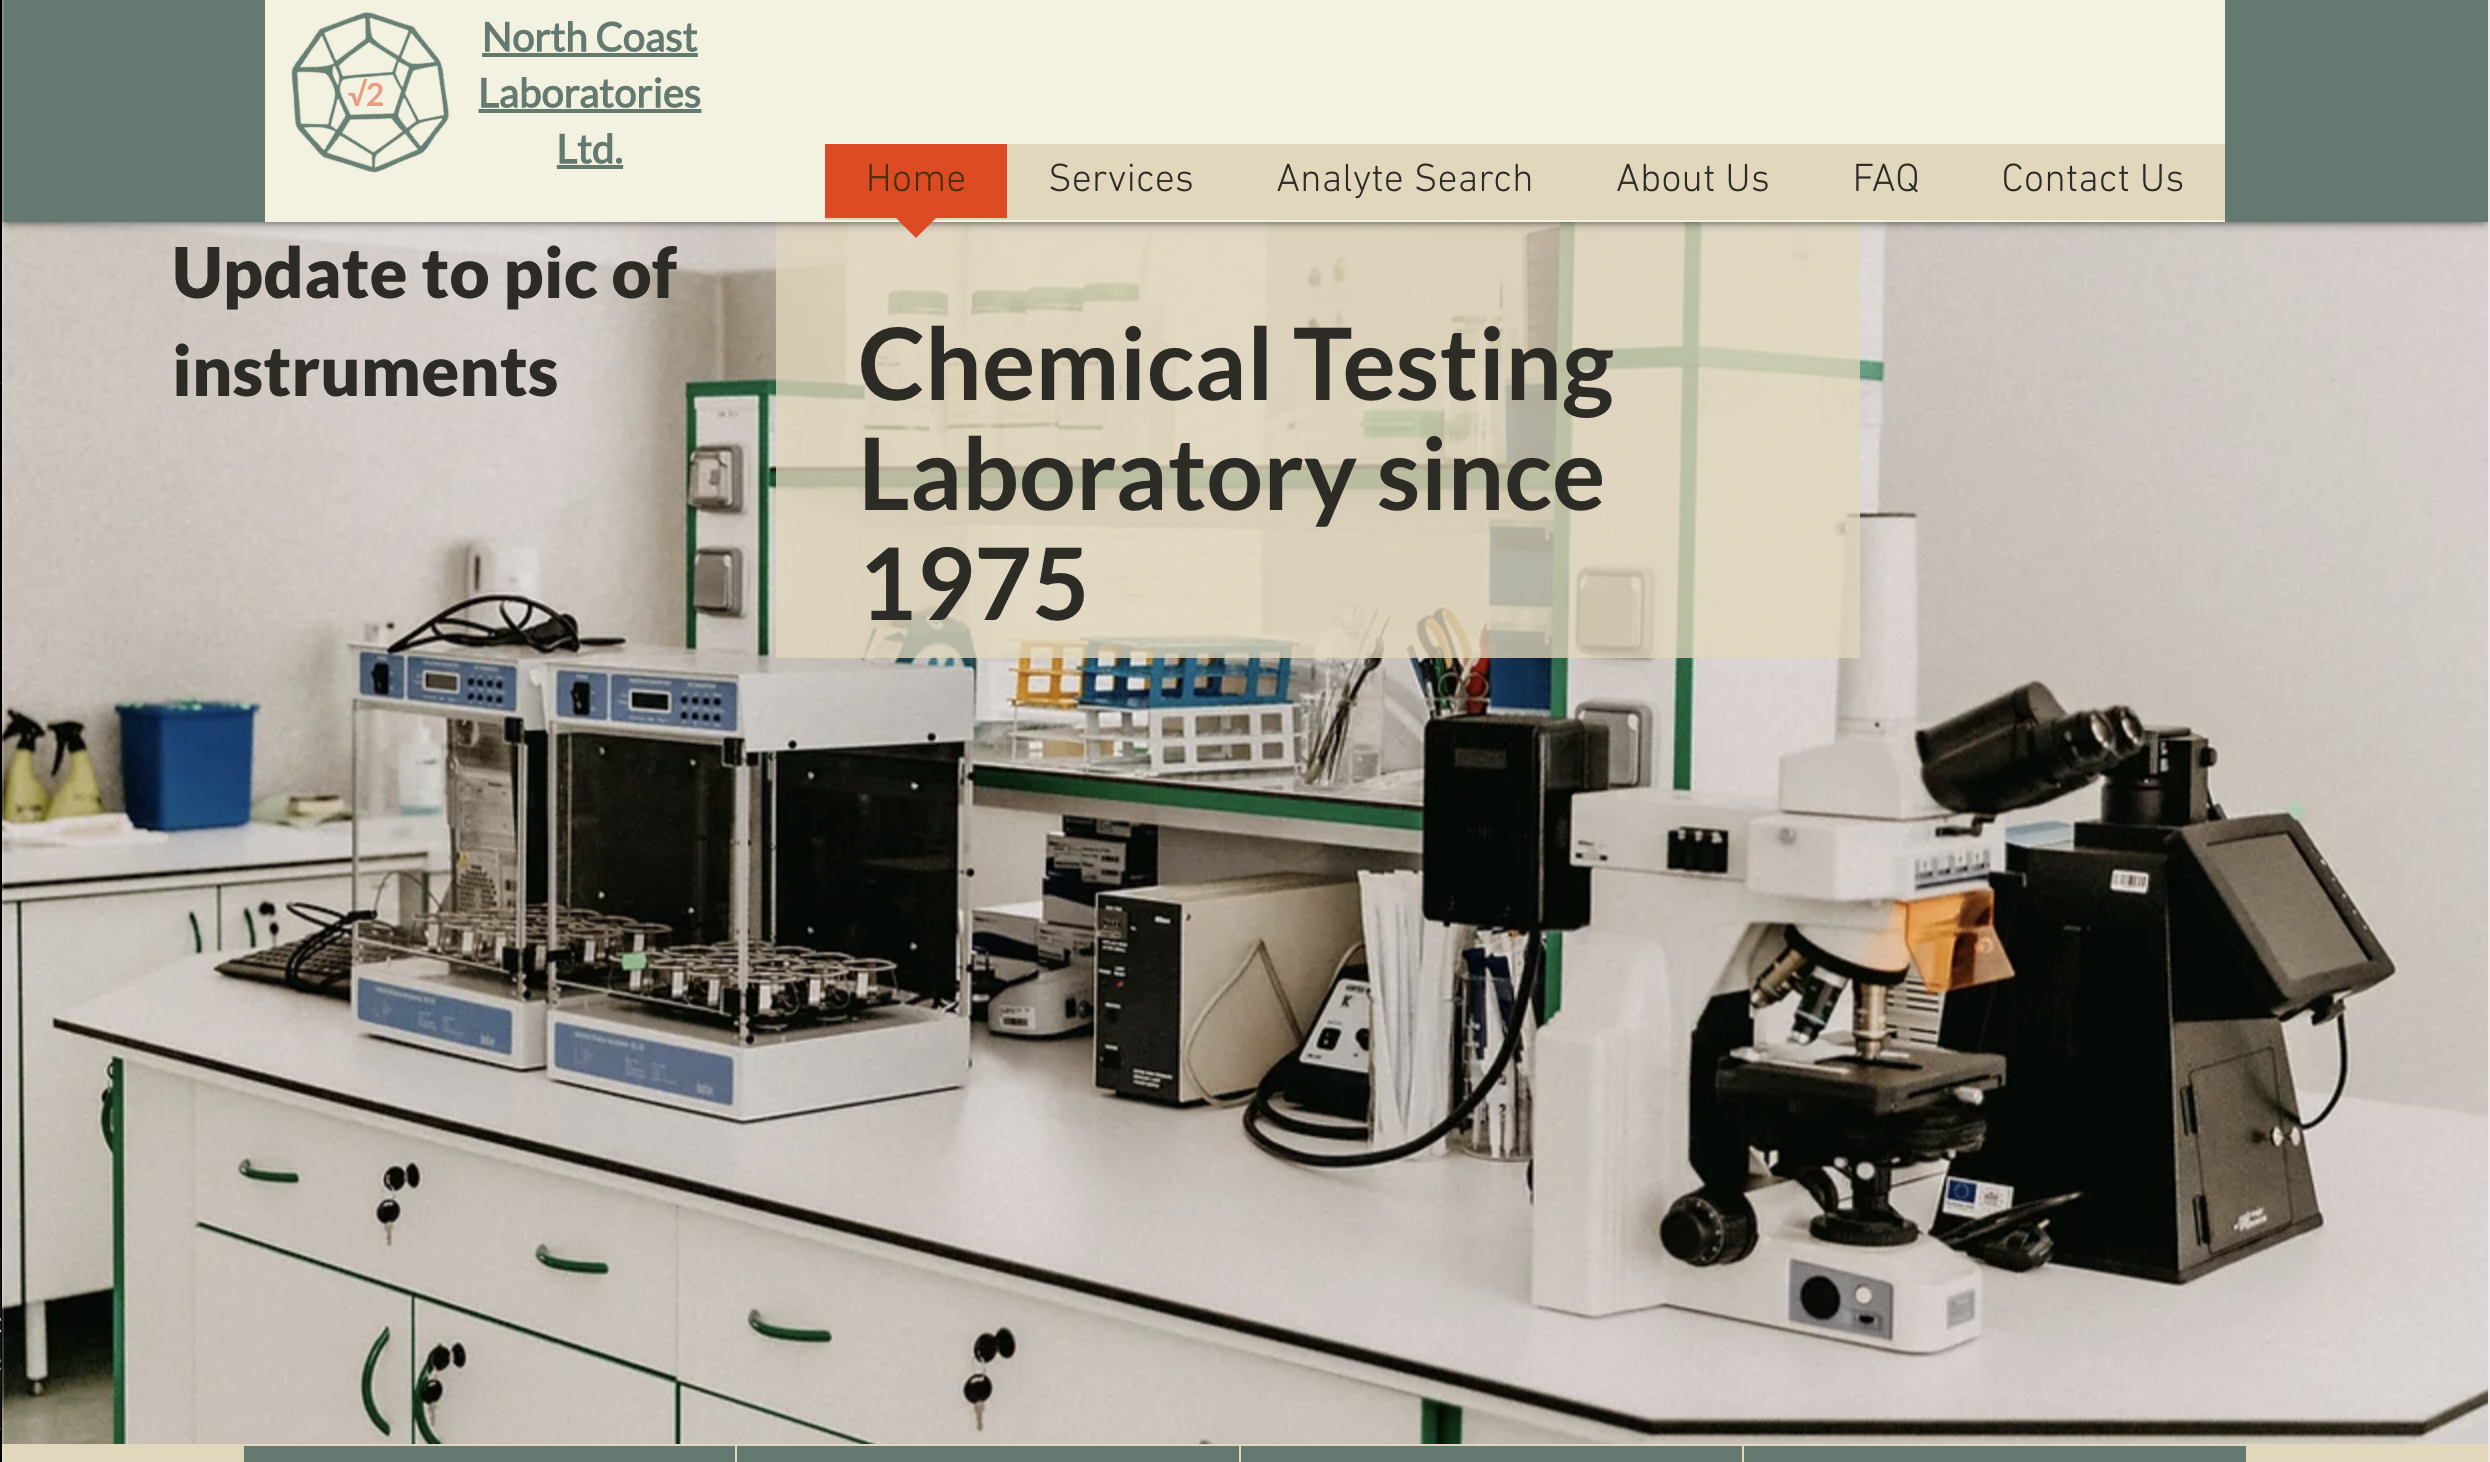 √2
North Coast
Laboratories
Ltd.
Home
Services
Analyte Search
About Us
FAQ
Contact Us
Update to pic of
instruments
Chemical Testing
Laboratory since
1975